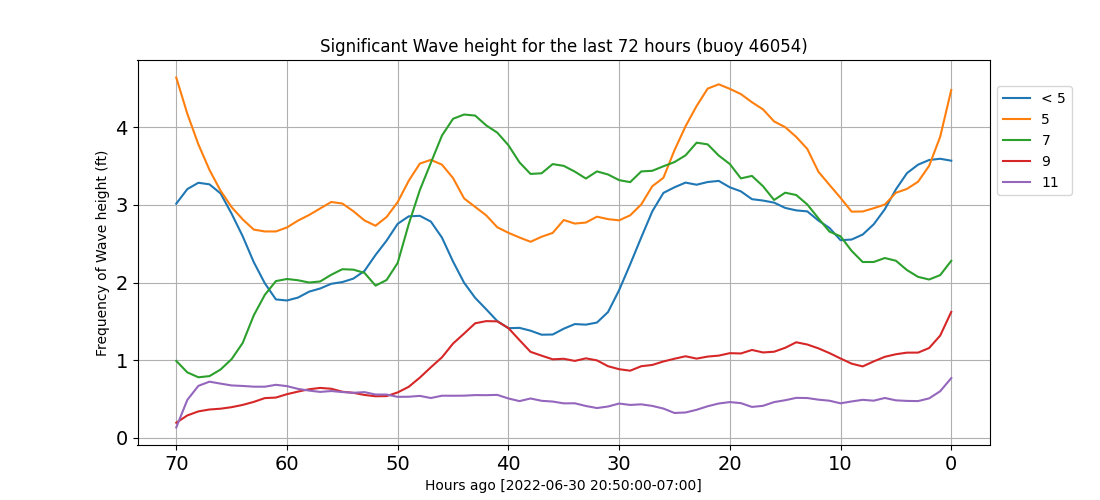 Significant Wave height for the last 72 hours (buoy 46054)
Frequency of Wave height (ft)
4
3
2
1
0
70 60 50 40 30 20 10 0
Hours ago [2022-06-30 20:50:00-07:00]
< 5
5
7
9
11